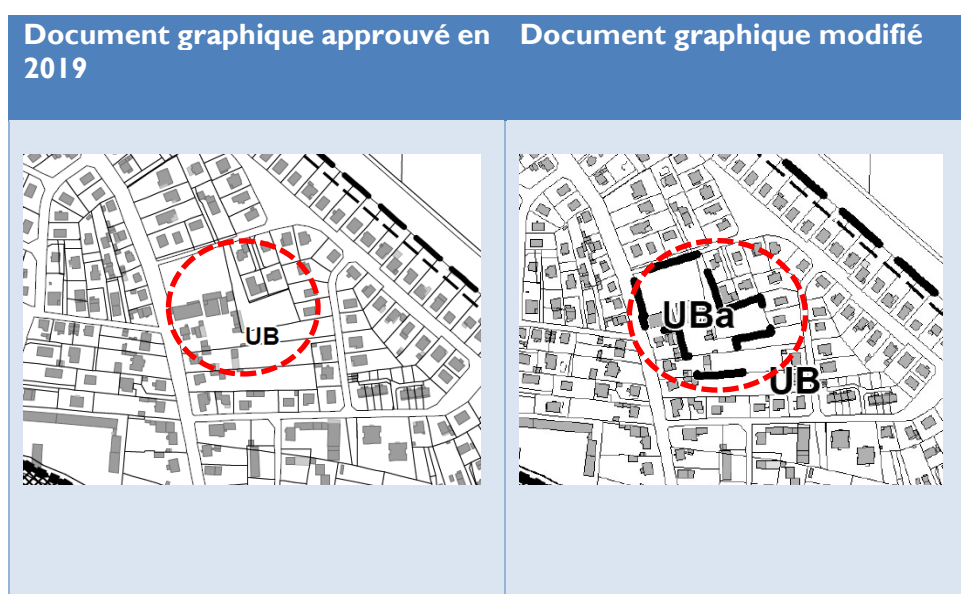 Document graphique approuvé en
2019
Document graphique modifié
UB
UBa
UB